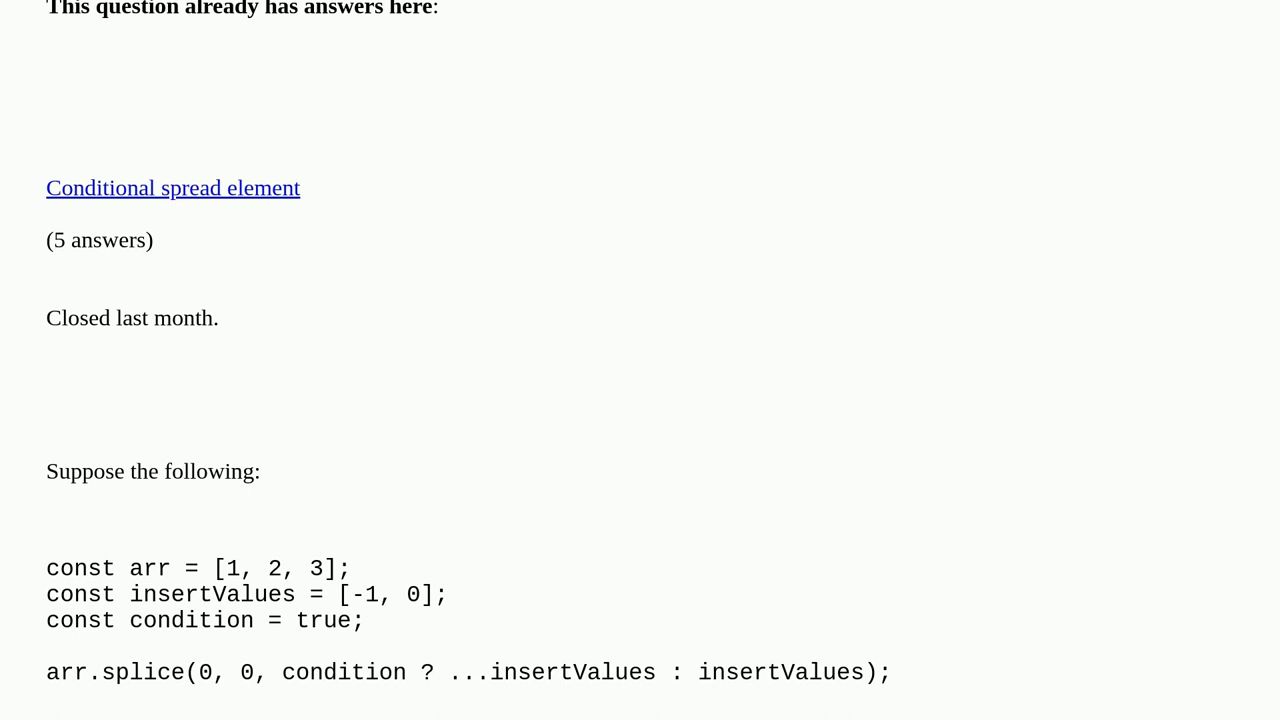 This question already has answers here:
Conditional spread element
(5 answers)
Closed last month.
Suppose the following:
const arr = [1, 2, 3];
const insertValues = [-1, 0];
const condition = true;
arr.splice(0, 0, condition ? ...insertValues : insertValues);